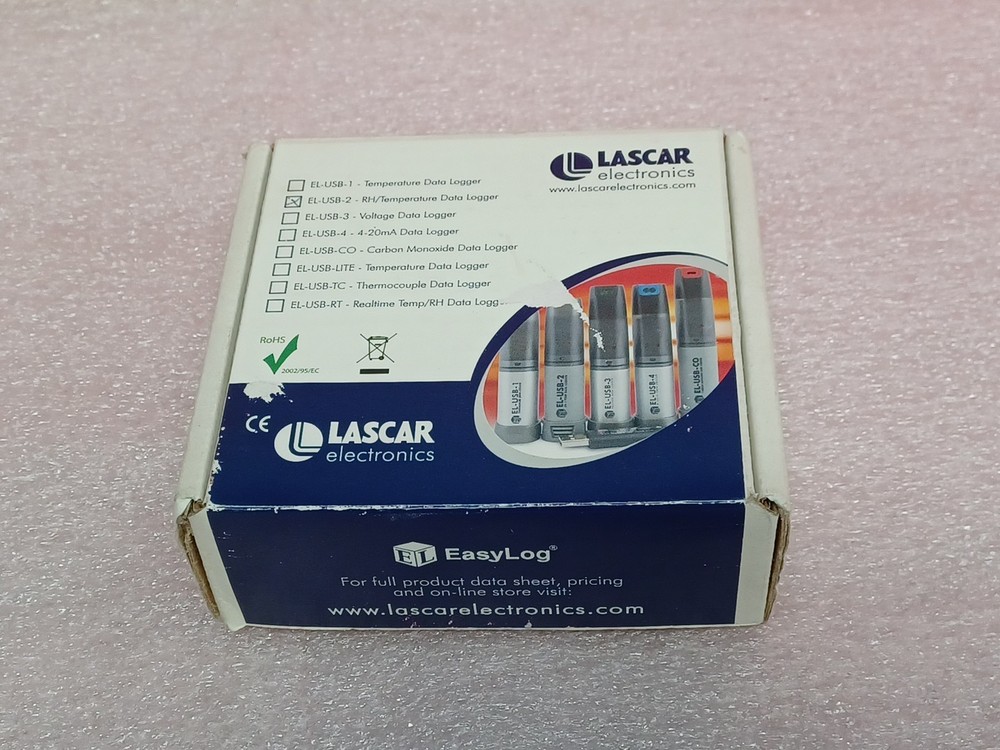 LASCAR
electronics
www.lascarelectronics.com
EL-USB-1 - Temperature Data Logger
EL-USB-2 - RH/Temperature Data Logger
EL-USB-3 - Voltage Data Logger
EL-USB-4 - 4-20mA Data Logger
EL-USB-CO - Carbon Monoxide Data Logger
EL-USB-LITE - Temperature Data Logger
EL-USB-TC - Thermocouple Data Logger
EL-USB-RT - Realtime Temp/RH Data Logg
RoHS
2002/95/EC
EL-USB-1
EL-USB-2
EL-USB-3
EL-USB-4
EL-USB-CO
CE
LASCAR
electronics
EL EasyLog®
For full product data sheet, pricing
and on-line store visit:
www.lascarelectronics.com